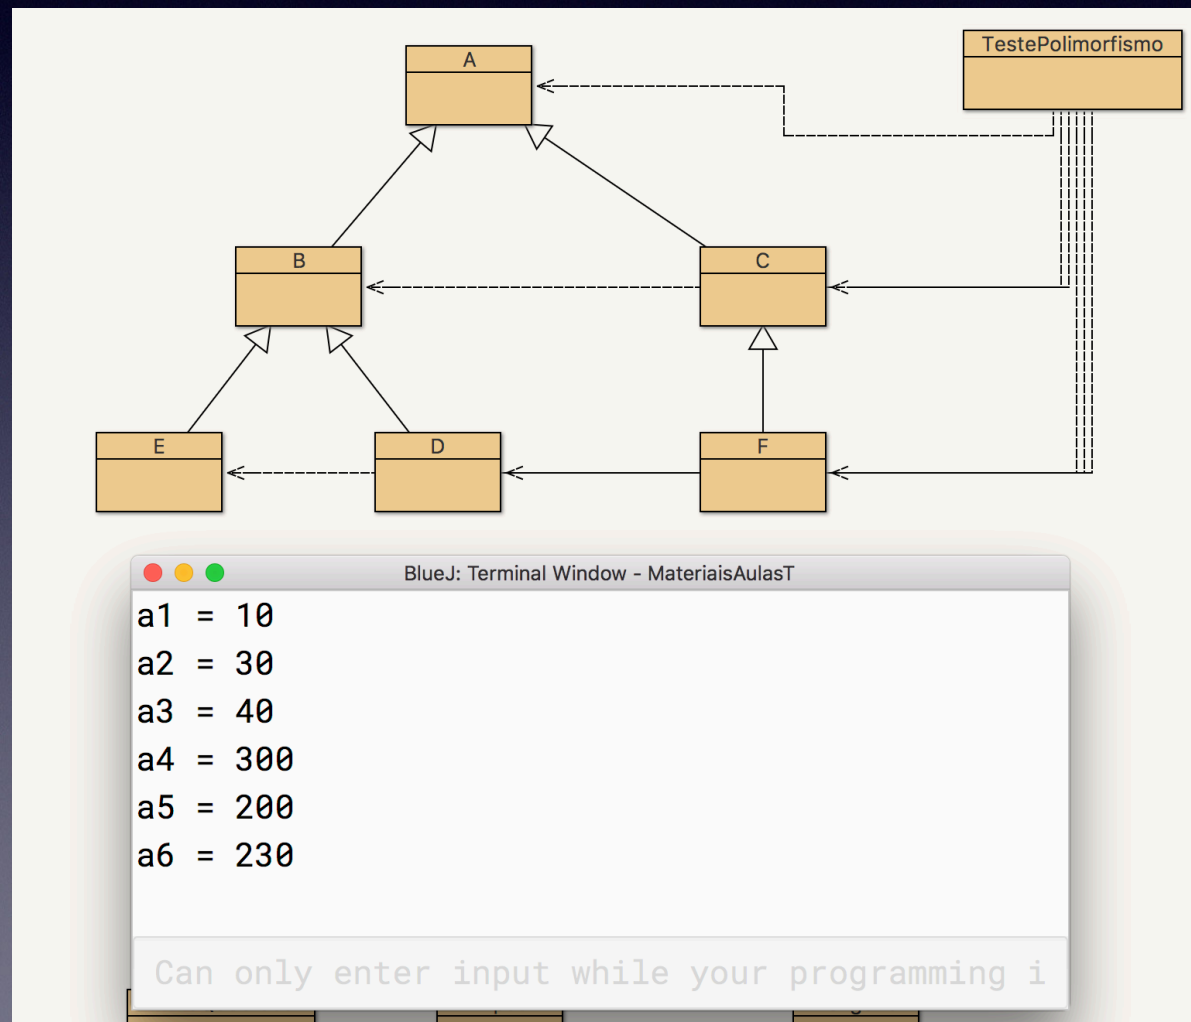 A
TestePolimorfismo
B
C
E
D
F
BlueJ: Terminal Window - MateriaisAulasT
a1 = 10
a2 = 30
a3 = 40
a4 = 300
a5 = 200
a6 = 230
Can only enter input while your programming i